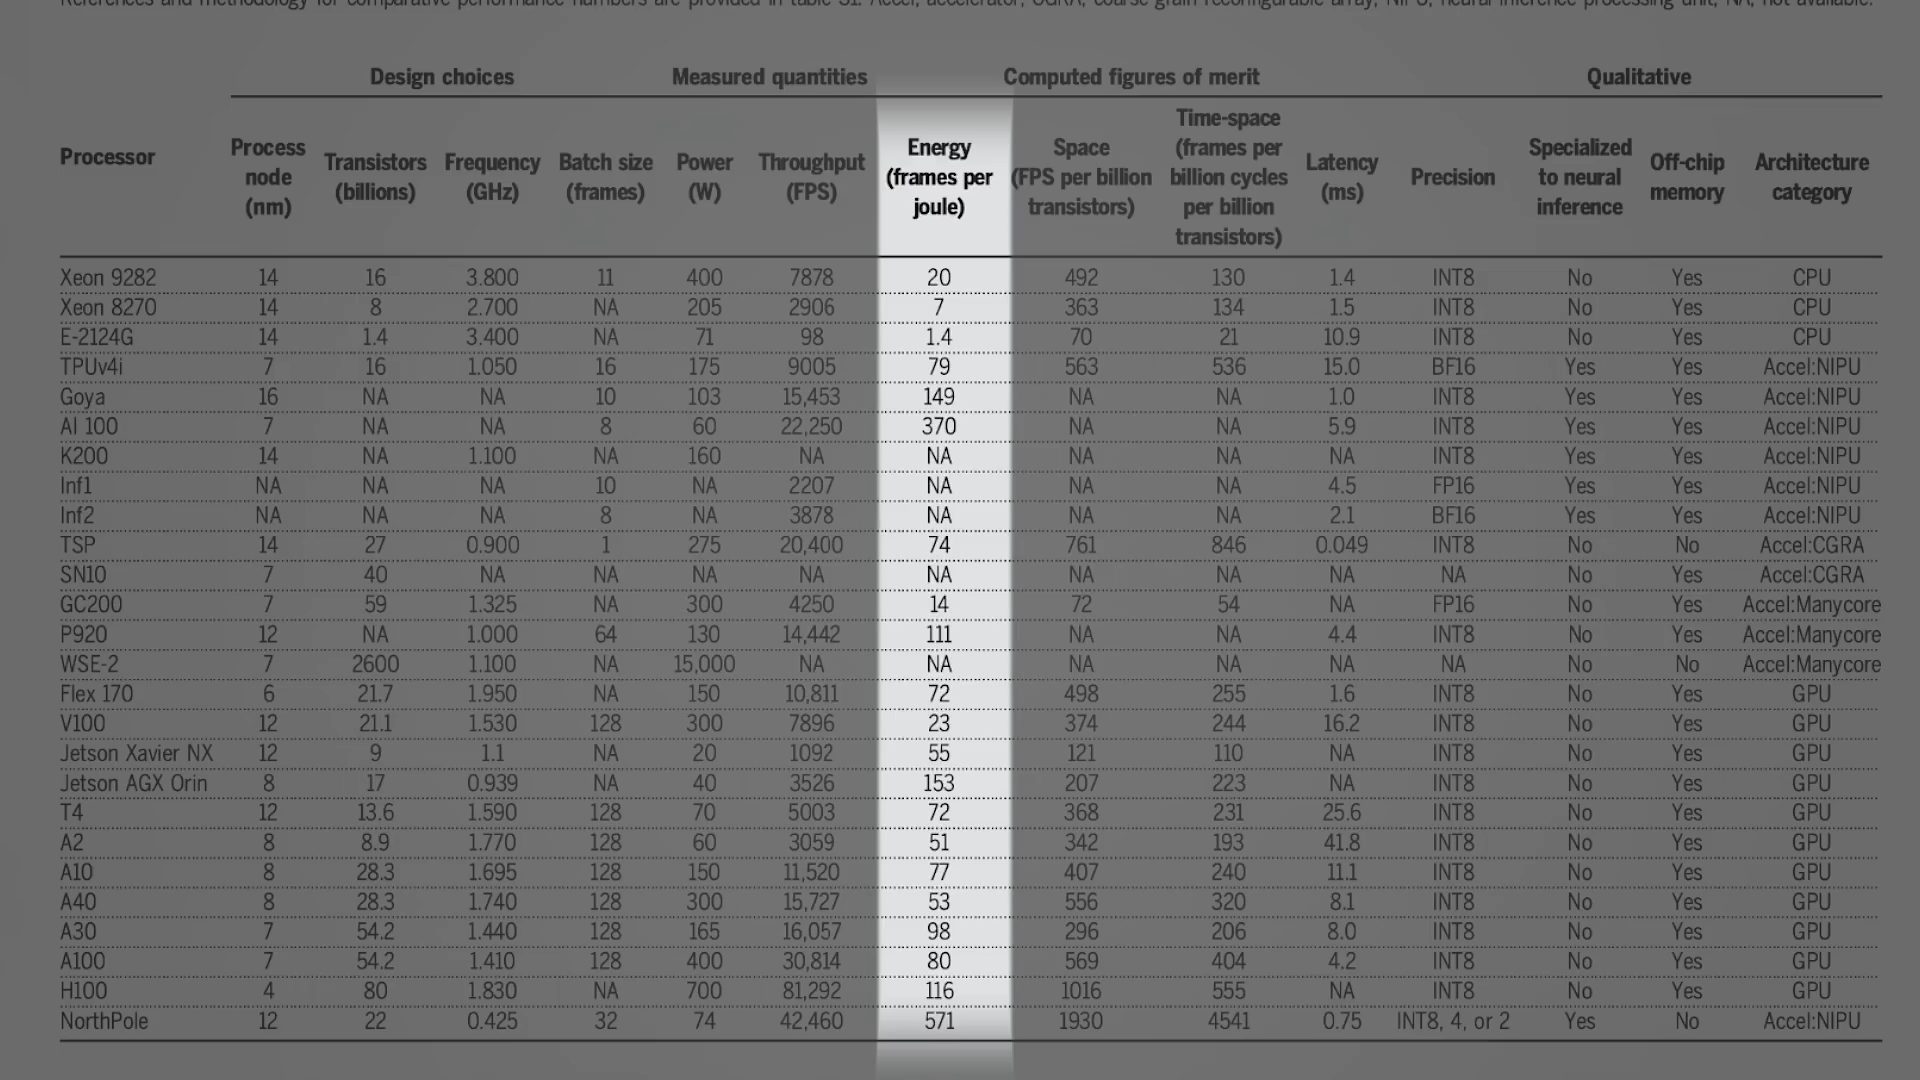 References and methodology for comparative performance numbers are provided in table S1. Accel, accelerator; CGRA, coarse-grain reconfigurable array; NIPU, neural inference processing unit; NA, not available.
Design choices Measured quantities Computed figures of merit Qualitative
Processor Process node (nm) Transistors (billions) Frequency (GHz) Batch size (frames) Power (W) Throughput (FPS) Energy (frames per joule) Space (FPS per billion transistors) Time-space (frames per billion cycles per billion transistors) Latency (ms) Precision Specialized to neural inference Off-chip memory Architecture category
Xeon 9282 14 16 3.800 11 400 7878 20 492 130 1.4 INT8 No Yes CPU
Xeon 8270 14 8 2.700 NA 205 2906 7 363 134 1.5 INT8 No Yes CPU
E-2124G 14 1.4 3.400 NA 71 98 1.4 70 21 10.9 INT8 No Yes CPU
TPUv4i 7 16 1.050 16 175 9005 79 563 536 15.0 BF16 Yes Yes Accel:NIPU
Goya 16 NA NA 10 103 15,453 149 NA NA 1.0 INT8 Yes Yes Accel:NIPU
AI 100 7 NA NA 8 60 22,250 370 NA NA 5.9 INT8 Yes Yes Accel:NIPU
K200 14 NA 1.100 NA 160 NA NA NA NA NA INT8 Yes Yes Accel:NIPU
Inf1 NA NA NA 10 NA 2207 NA NA NA 4.5 FP16 Yes Yes Accel:NIPU
Inf2 NA NA NA 8 NA 3878 NA NA NA 2.1 BF16 Yes Yes Accel:NIPU
TSP 14 27 0.900 1 275 20,400 74 761 846 0.049 INT8 No No Accel:CGRA
SN10 7 40 NA NA NA NA NA NA NA NA NA No Yes Accel:CGRA
GC200 7 59 1.325 NA 300 4250 14 72 54 NA FP16 No Yes Accel:Manycore
P920 12 NA 1.000 64 130 14,442 111 NA NA 4.4 INT8 No Yes Accel:Manycore
WSE-2 7 2600 1.100 NA 15,000 NA NA NA NA NA NA No No Accel:Manycore
Flex 170 6 21.7 1.950 NA 150 10,811 72 498 255 1.6 INT8 No Yes GPU
V100 12 21.1 1.530 128 300 7896 23 374 244 16.2 INT8 No Yes GPU
Jetson Xavier NX 12 9 1.1 NA 20 1092 55 121 110 NA INT8 No Yes GPU
Jetson AGX Orin 8 17 0.939 NA 40 3526 153 207 223 NA INT8 No Yes GPU
T4 12 13.6 1.590 128 70 5003 72 368 231 25.6 INT8 No Yes GPU
A2 8 8.9 1.770 128 60 3059 51 342 193 41.8 INT8 No Yes GPU
A10 8 28.3 1.695 128 150 11,520 77 407 240 11.1 INT8 No Yes GPU
A40 8 28.3 1.740 128 300 15,727 53 556 320 8.1 INT8 No Yes GPU
A30 7 54.2 1.440 128 165 16,057 98 296 206 8.0 INT8 No Yes GPU
A100 7 54.2 1.410 128 400 30,814 80 569 404 4.2 INT8 No Yes GPU
H100 4 80 1.830 NA 700 81,292 116 1016 555 NA INT8 No Yes GPU
NorthPole 12 22 0.425 32 74 42,460 571 1930 4541 0.75 INT8, 4, or 2 Yes No Accel:NIPU